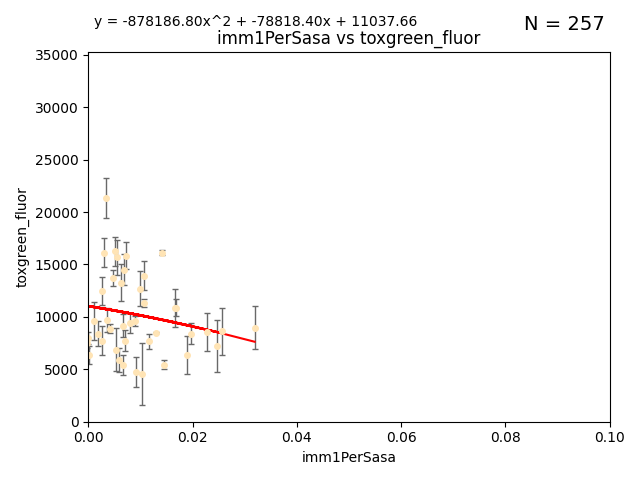 y = -878186.80x^2 + -78818.40x + 11037.66
N = 257
imm1PerSasa vs toxgreen_fluor
35000
30000
25000
20000
15000
10000
5000
0
toxgreen_fluor
0.00 0.02 0.04 0.06 0.08 0.10
imm1PerSasa